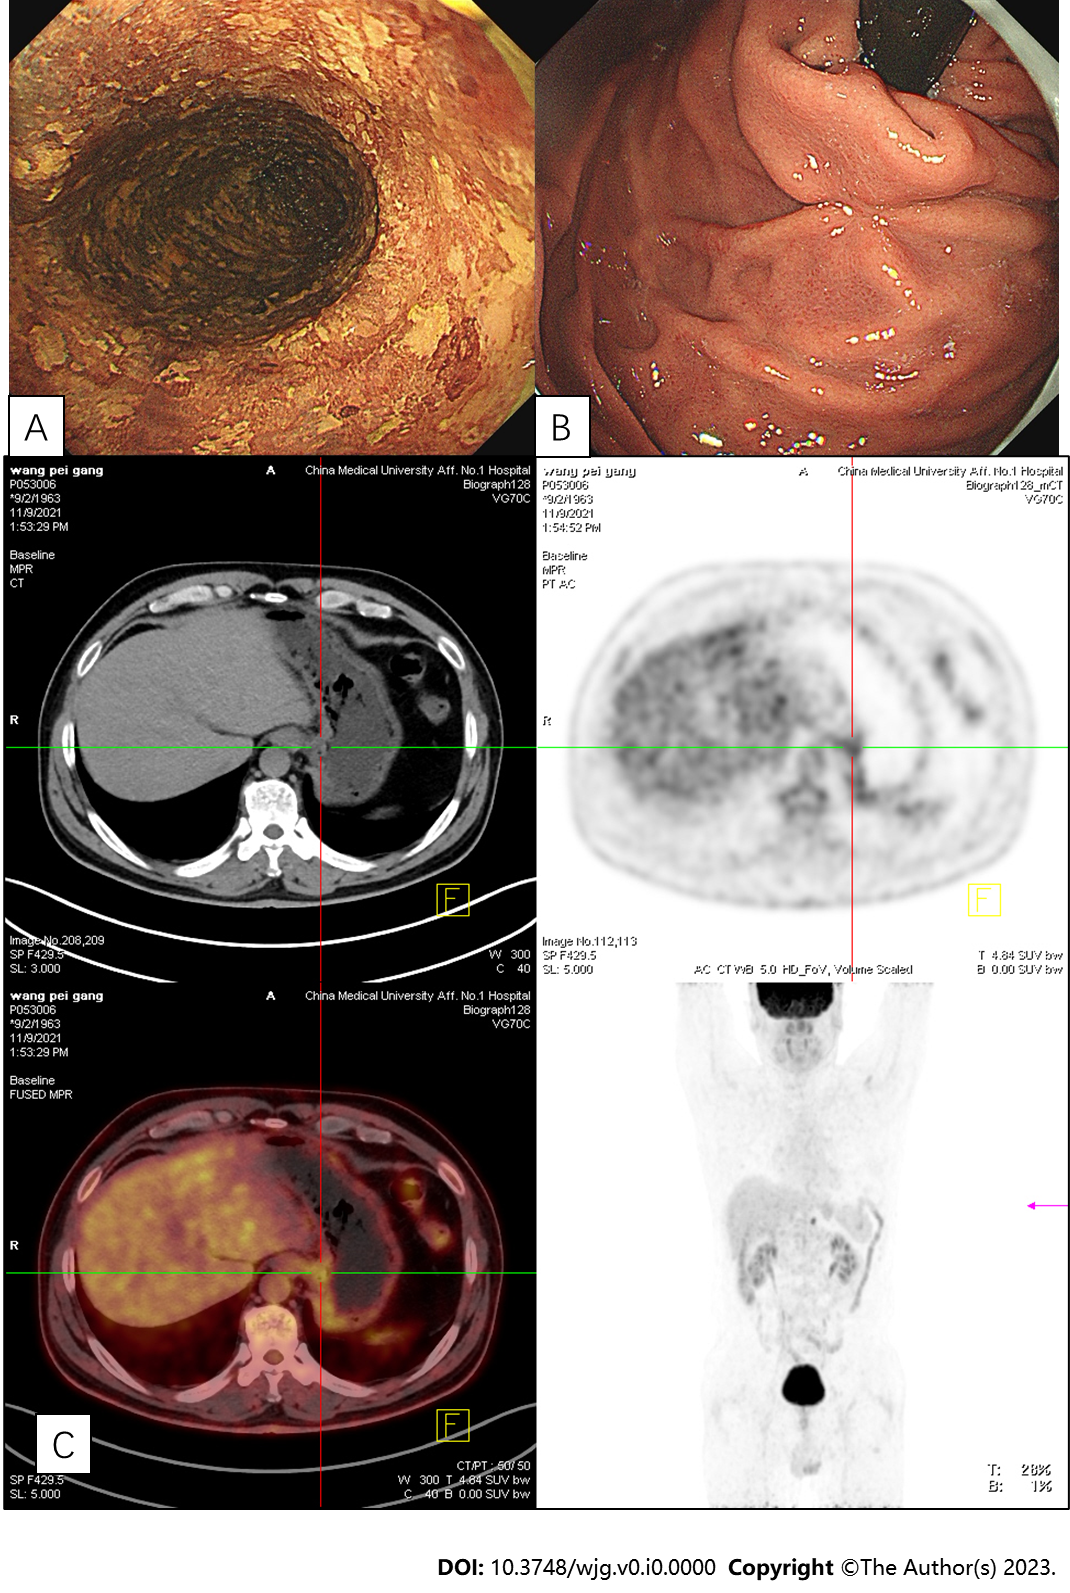 A
B
wang pei gang
P053006
*9/2/1963
11/9/2021
1:53:29 PM
Baseline
MPR
CT
A
China Medical University Aff. No.1 Hospital
Biograph128
VG70C
R
F
Image No.208,209
SP F429.5
SL: 3.000
W 300
C 40
wang pei gang
P053006
*9/2/1963
11/9/2021
1:54:52 PM
Baseline
MPR
PT AC
A
China Medical University Aff. No.1 Hospital
Biograph128_mCT
VG70C
R
F
Image No.112,113
SP F429.5
SL: 5.000
AC CT WB 5.0 HD_FoV, Volume Scaled
T 4.84 SUV bw
B 0.00 SUV bw
wang pei gang
P053006
*9/2/1963
11/9/2021
1:53:29 PM
Baseline
FUSED MPR
A
China Medical University Aff. No.1 Hospital
Biograph128
VG70C
R
F
C
SP F429.5
SL: 5.000
CT/PT : 50/50
W 300 T 4.84 SUV bw
C 40 B 0.00 SUV bw
T: 28%
B: 1%
DOI: 10.3748/wjg.v0.i0.0000 Copyright ©The Author(s) 2023.